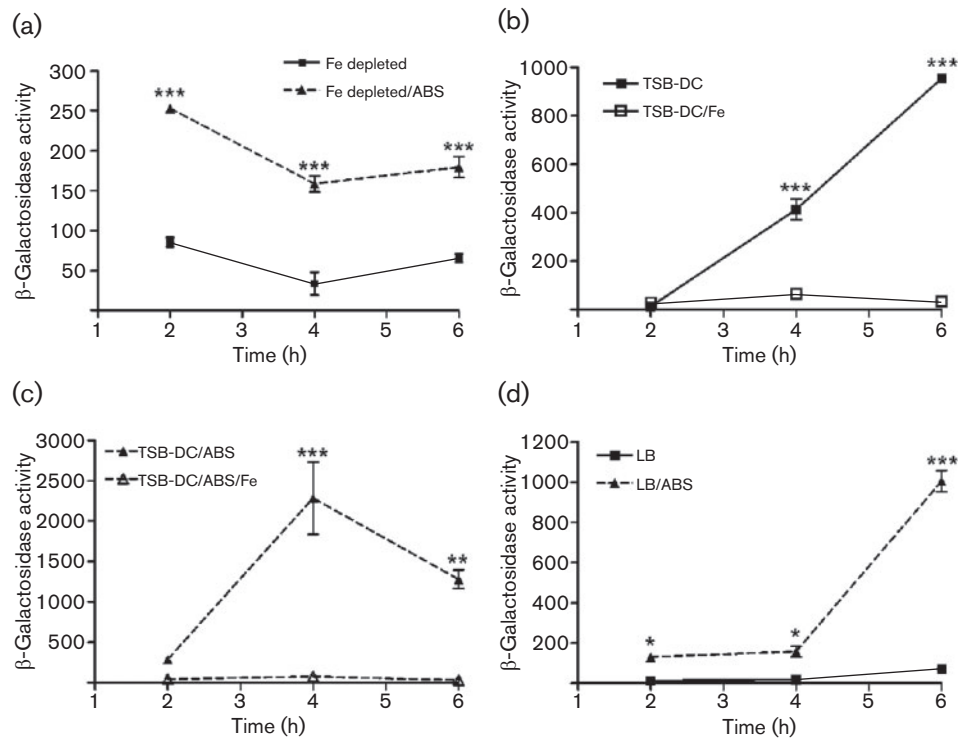 (a)
Fe depleted
Fe depleted/ABS
β-Galactosidase activity
300
250
200
150
100
50
***
***
***
1 2 3 4 5 6
Time (h)
(b)
TSB-DC
TSB-DC/Fe
β-Galactosidase activity
1000
800
600
400
200
***
***
1 2 3 4 5 6
Time (h)
(c)
TSB-DC/ABS
TSB-DC/ABS/Fe
β-Galactosidase activity
3000
2500
2000
1500
1000
500
***
**
1 2 3 4 5 6
Time (h)
(d)
LB
LB/ABS
β-Galactosidase activity
1200
1000
800
600
400
200
*
*
***
1 2 3 4 5 6
Time (h)